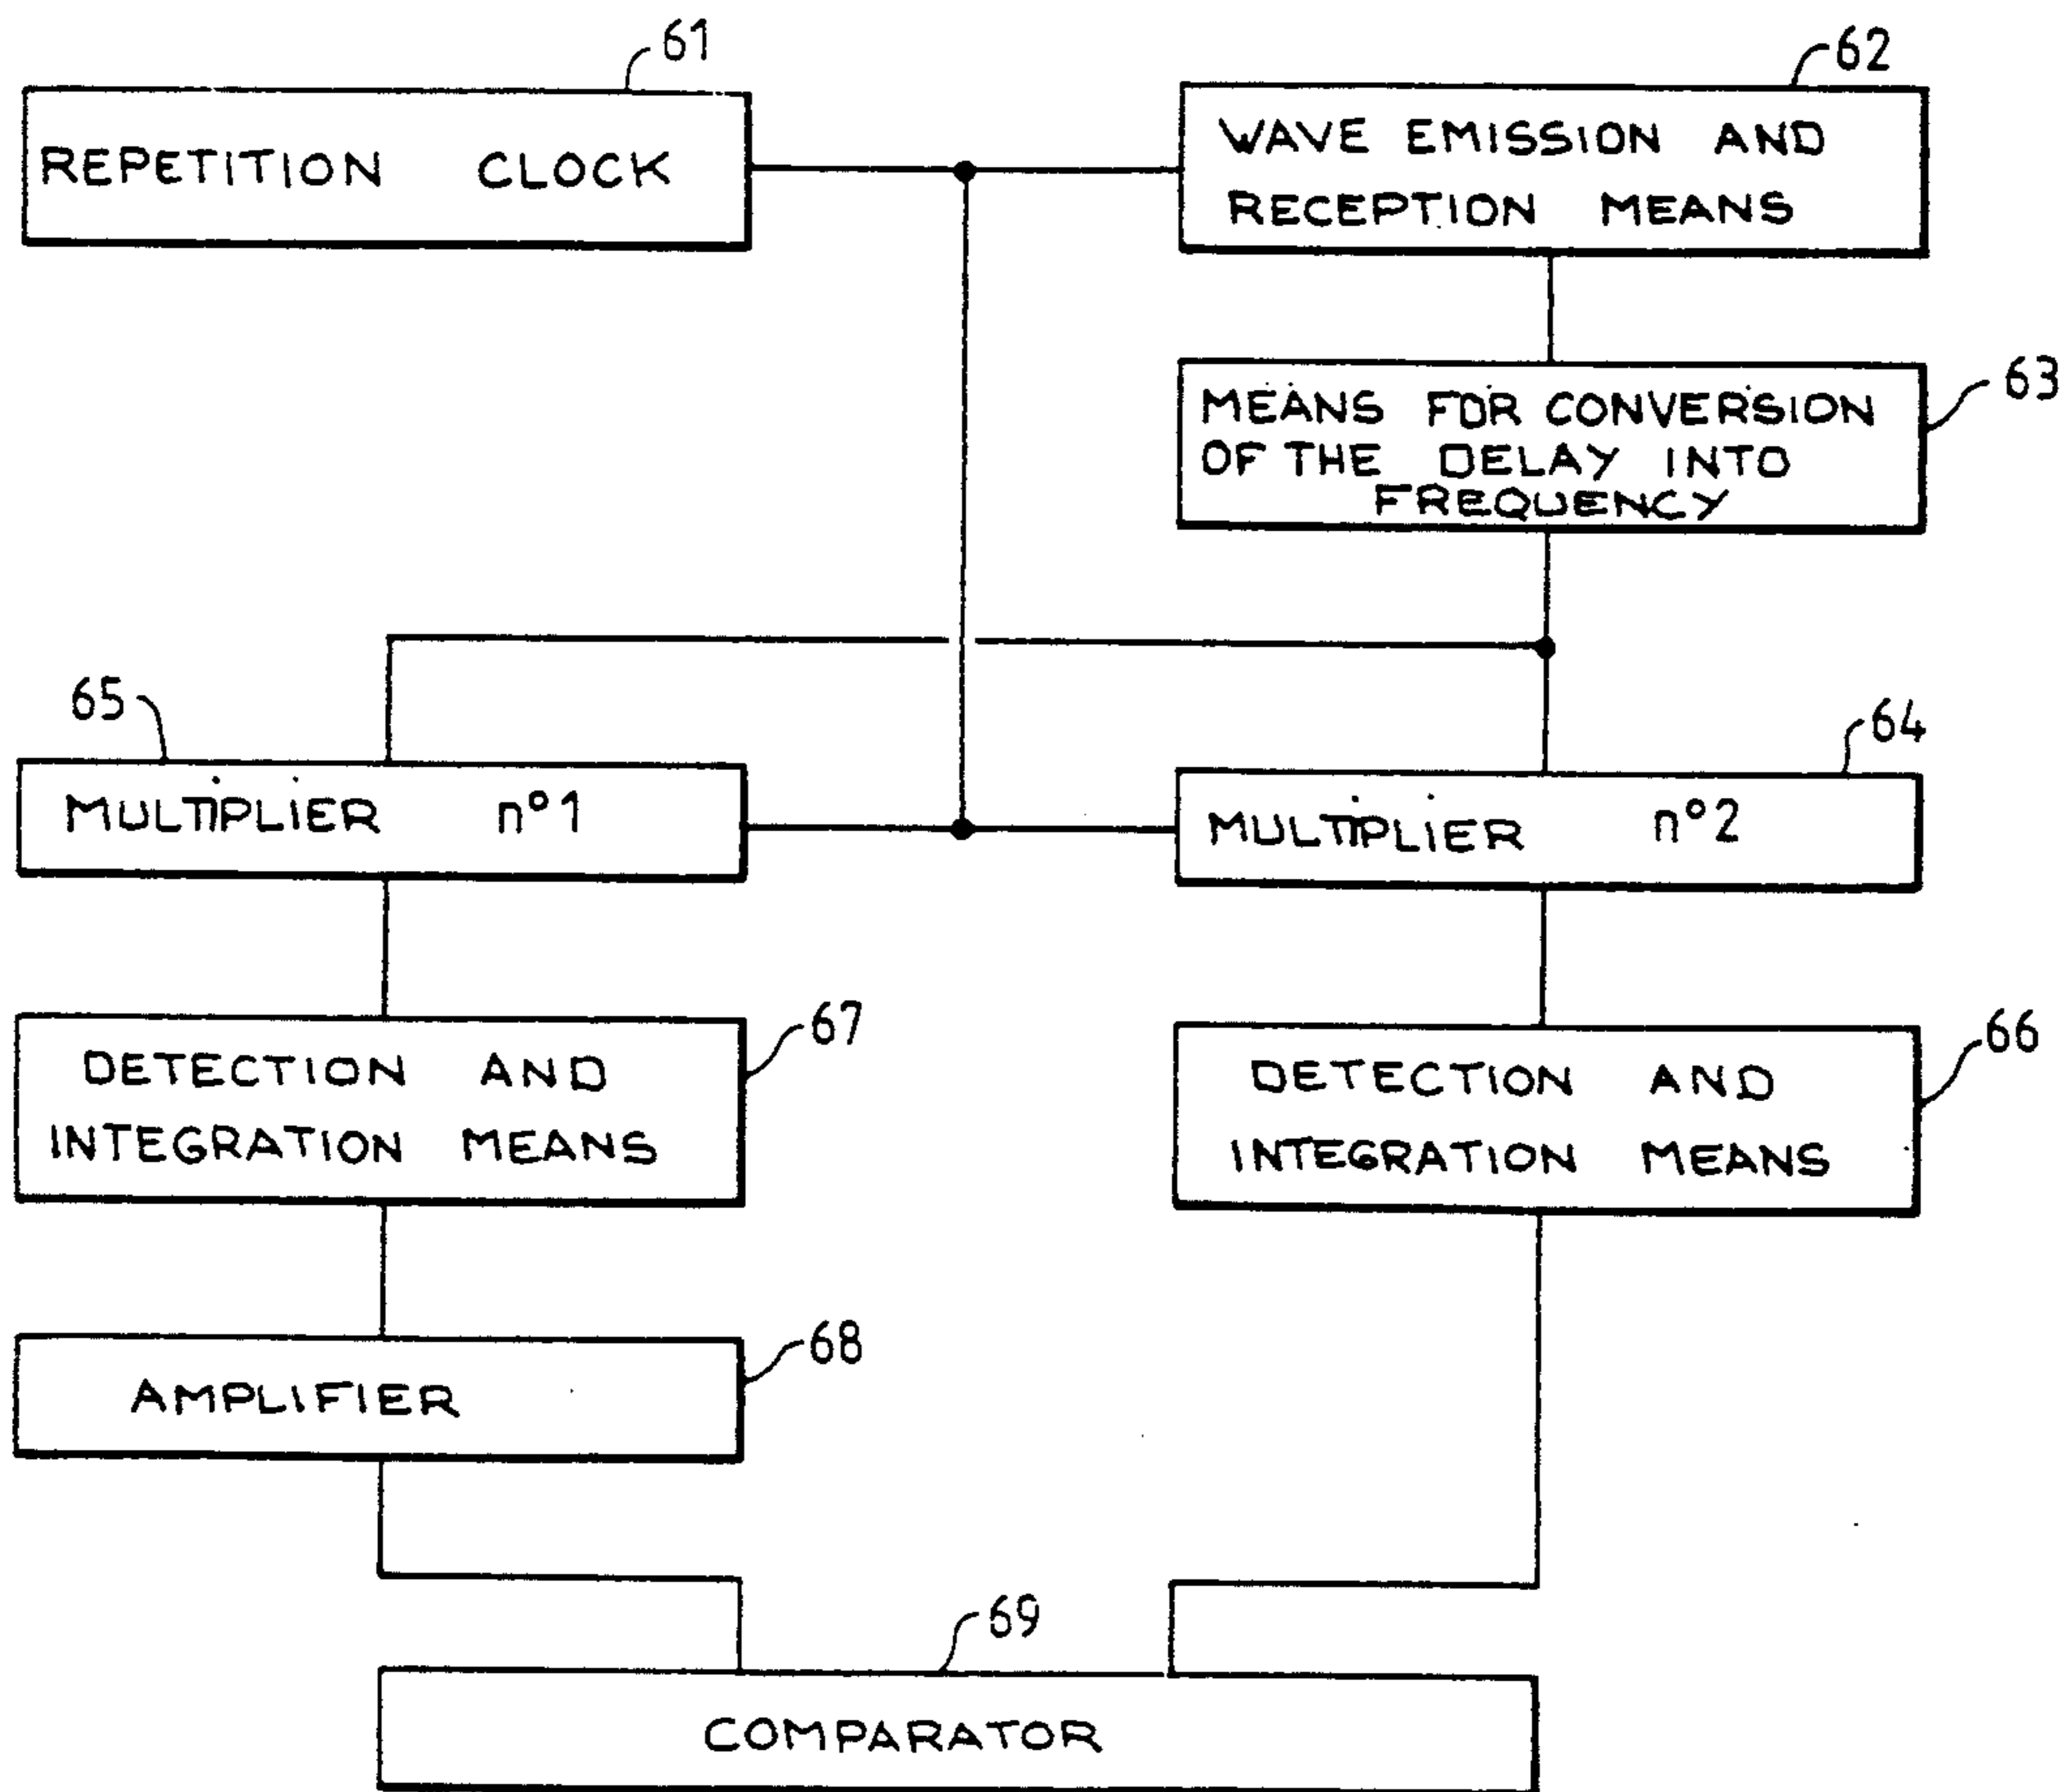 61
REPETITION CLOCK
62
WAVE EMISSION AND
RECEPTION MEANS
63
MEANS FOR CONVERSION
OF THE DELAY INTO
FREQUENCY
65
MULTIPLIER n°1
64
MULTIPLIER n°2
67
DETECTION AND
INTEGRATION MEANS
66
DETECTION AND
INTEGRATION MEANS
68
AMPLIFIER
69
COMPARATOR